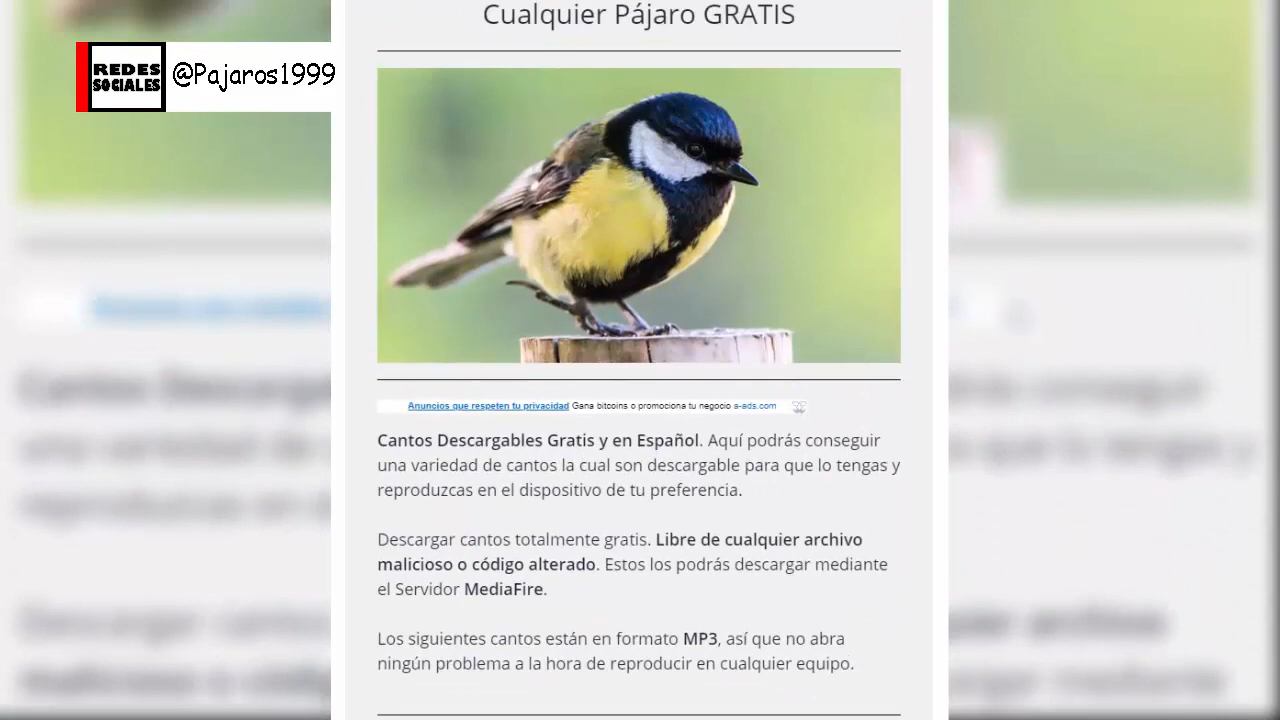 Cualquier Pájaro GRATIS
REDES
SOCIALES
@Pajaros1999
Anuncios que respeten tu privacidad Gana bitcoins o promociona tu negocio a-ads.com
Cantos Descargables Gratis y en Español. Aquí podrás conseguir
una variedad de cantos la cual son descargable para que lo tengas y
reproduzcas en el dispositivo de tu preferencia.
Descargar cantos totalmente gratis. Libre de cualquier archivo
malicioso o código alterado. Estos los podrás descargar mediante
el Servidor MediaFire.
Los siguientes cantos están en formato MP3, así que no abra
ningún problema a la hora de reproducir en cualquier equipo.